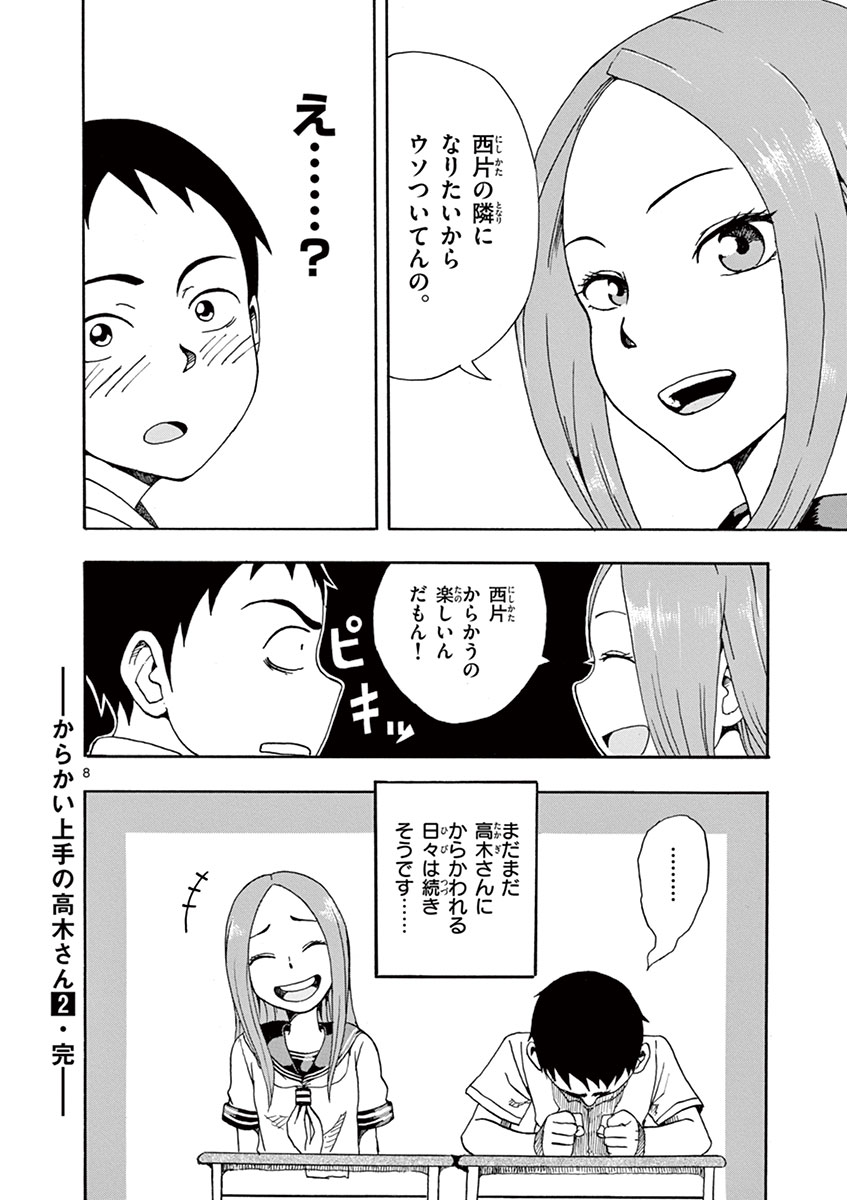 西片の隣に
なりたいから
ウソついてんの。
え……‥？
西片
からかうの
楽しいん
だもん！
ピキッ
………
まだまだ
高木さんに
からかわれる
日々は続き
そうです……
8
――からかい上手の高木さん2・完――